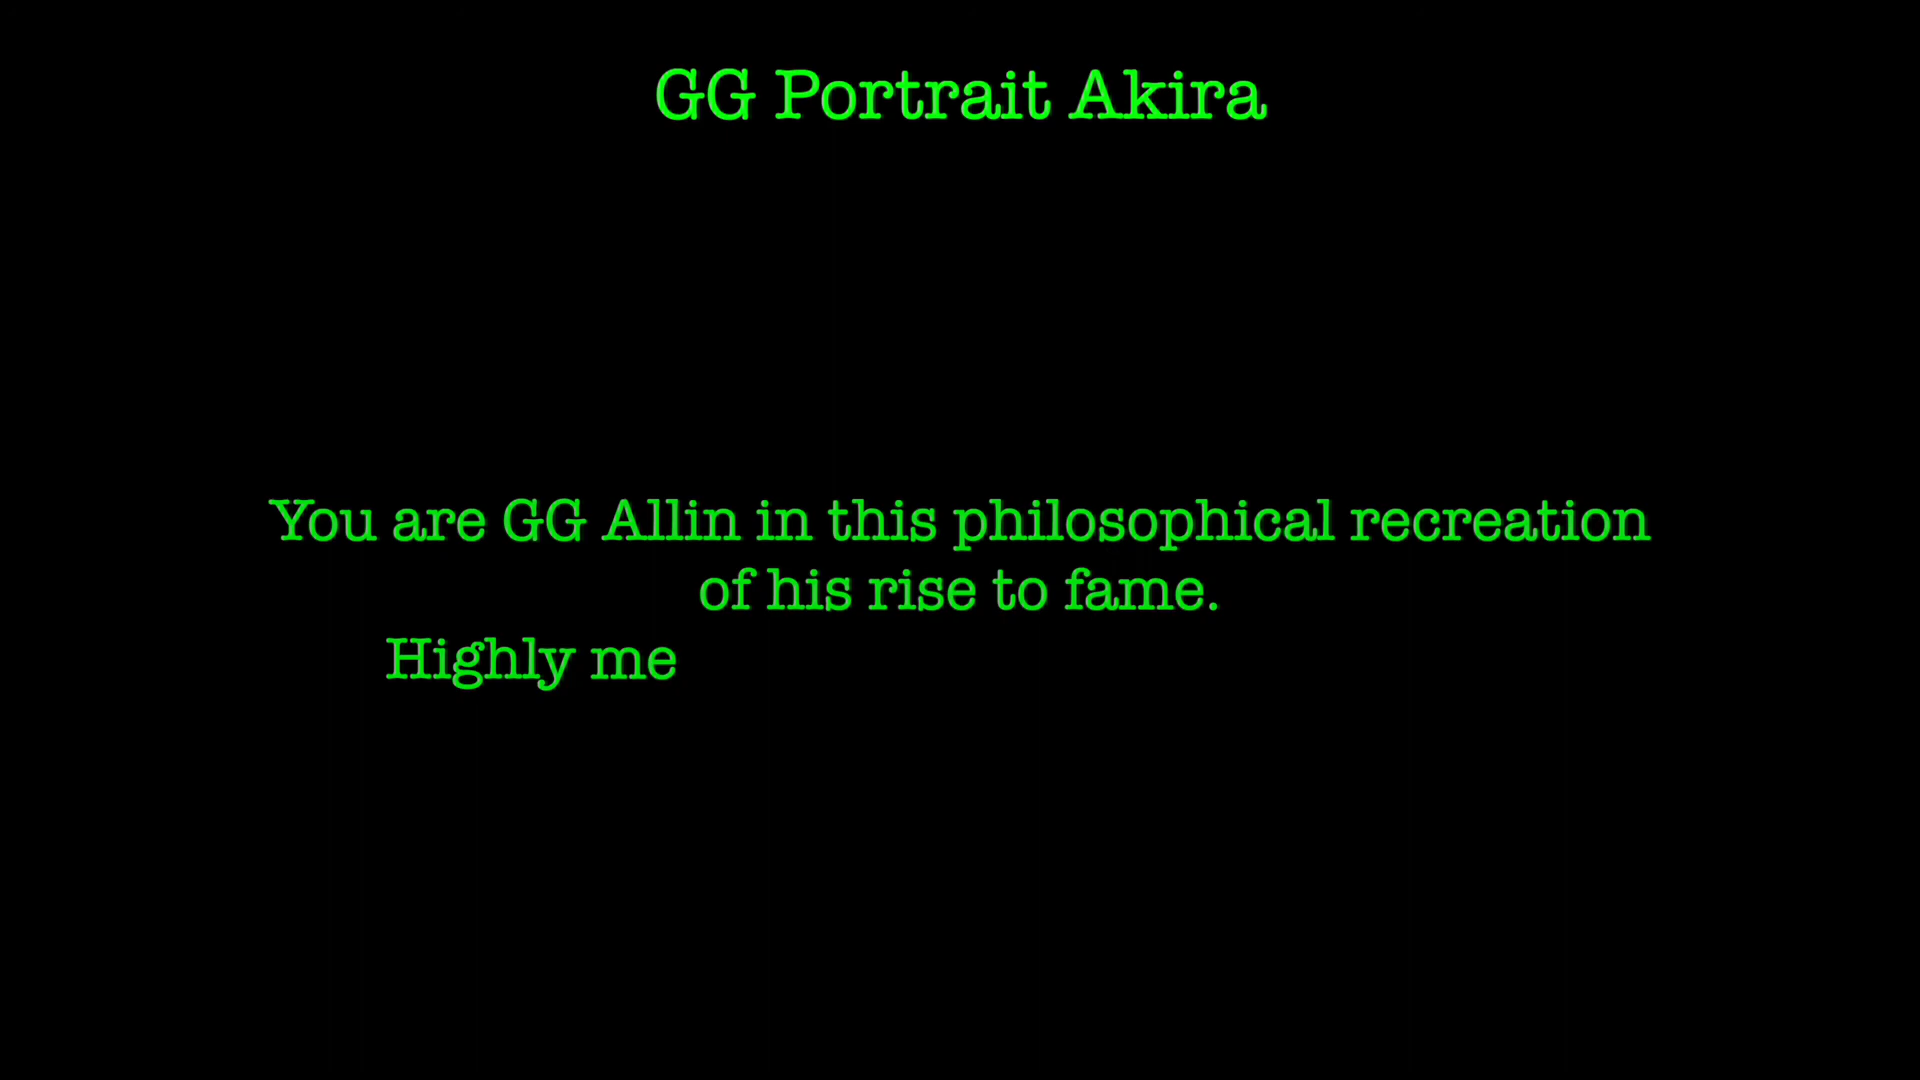 GG Portrait Akira
You are GG Allin in this philosophical recreation
of his rise to fame.
Highly me